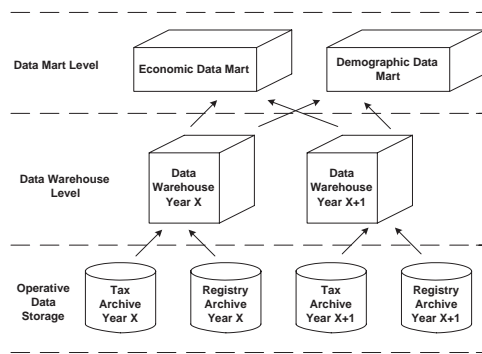 Data Mart Level
Economic Data Mart
Demographic Data
Mart
Data Warehouse
Level
Data
Warehouse
Year X
Data
Warehouse
Year X+1
Operative
Data
Storage
Tax
Archive
Year X
Registry
Archive
Year X
Tax
Archive
Year X+1
Registry
Archive
Year X+1